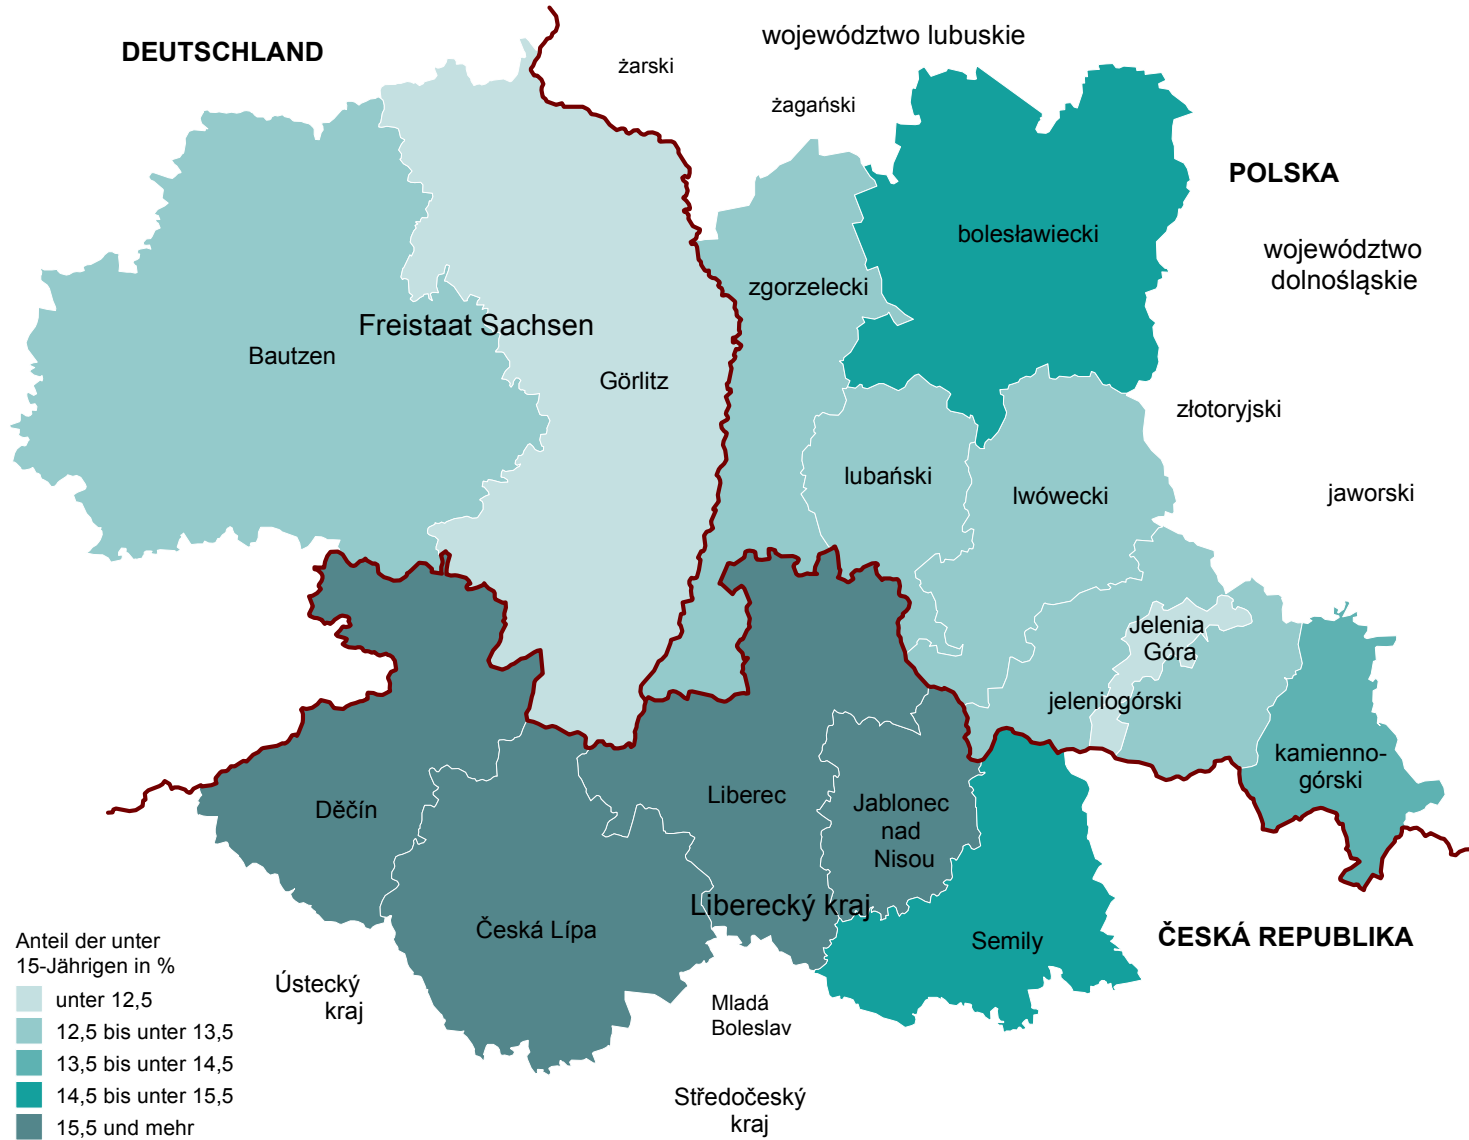 DEUTSCHLAND
województwo lubuskie
żarski
żagański
POLSKA
bolesławiecki
województwo
dolnośląskie
zgorzelecki
Freistaat Sachsen
Bautzen
Görlitz
złotoryjski
lubański
lwówecki
jaworski
Jelenia
Góra
jeleniogórski
kamienno-
górski
Děčín
Liberec
Jablonec
nad
Nisou
Liberecký kraj
Česká Lípa
Semily
ČESKÁ REPUBLIKA
Ústecký
kraj
Mladá
Boleslav
Středočeský
kraj
Anteil der unter
15-Jährigen in %
unter 12,5
12,5 bis unter 13,5
13,5 bis unter 14,5
14,5 bis unter 15,5
15,5 und mehr